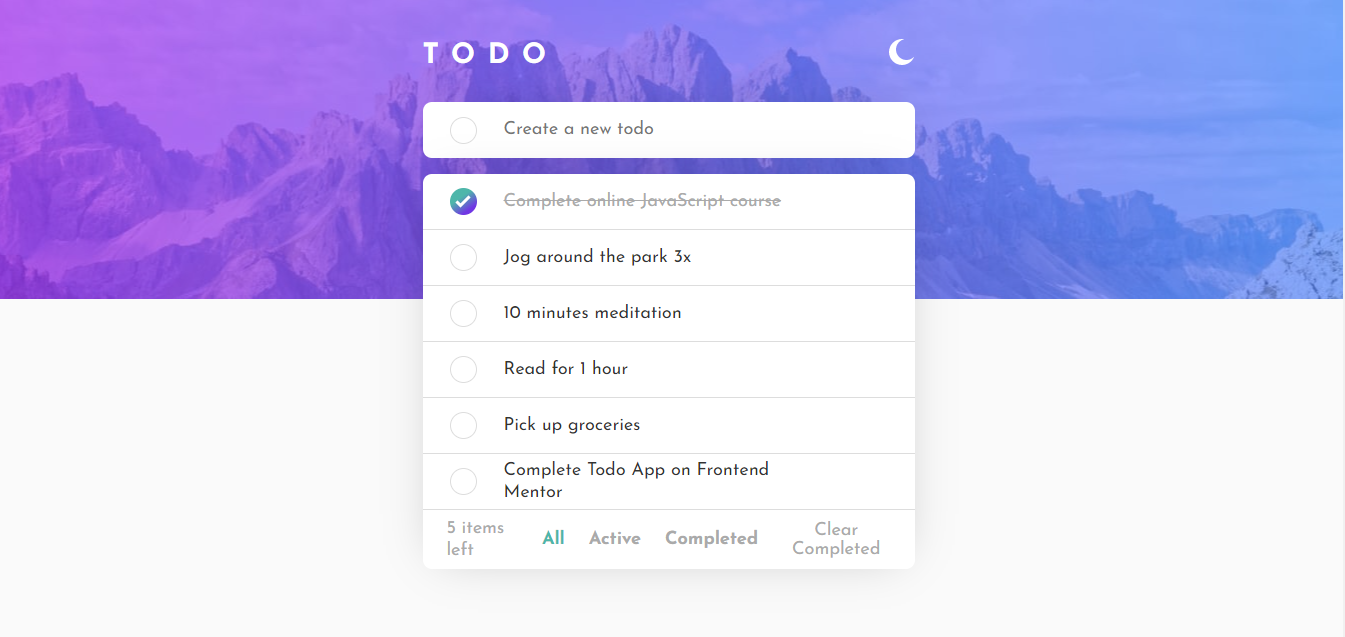 TODO
Create a new todo
Complete online JavaScript course
Jog around the park 3x
10 minutes meditation
Read for 1 hour
Pick up groceries
Complete Todo App on Frontend
Mentor
5 items
left
All Active Completed
Clear
Completed